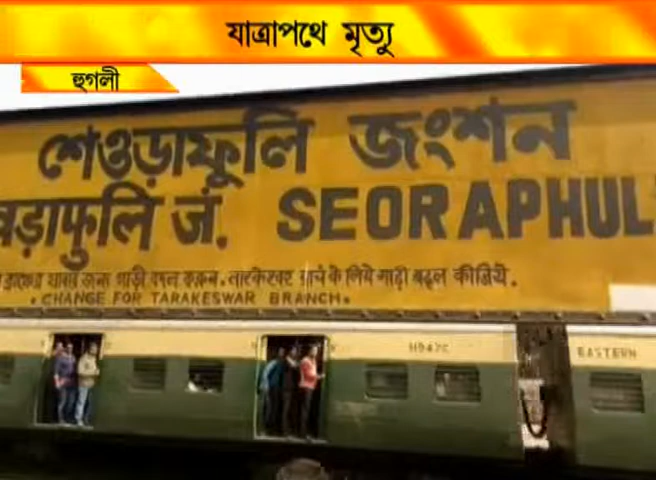 যাত্রাপথে মৃত্যু
হুগলী
শেওড়াফুলি জংশন
ड़ाफुलि जं. SEORAPHUL
গাড়ী বদল করুন. तारकेश्वर ब्रांच के लिये गाड़ी बदल कीजिये.
• CHANGE FOR TARAKESWAR BRANCH •
EASTERN